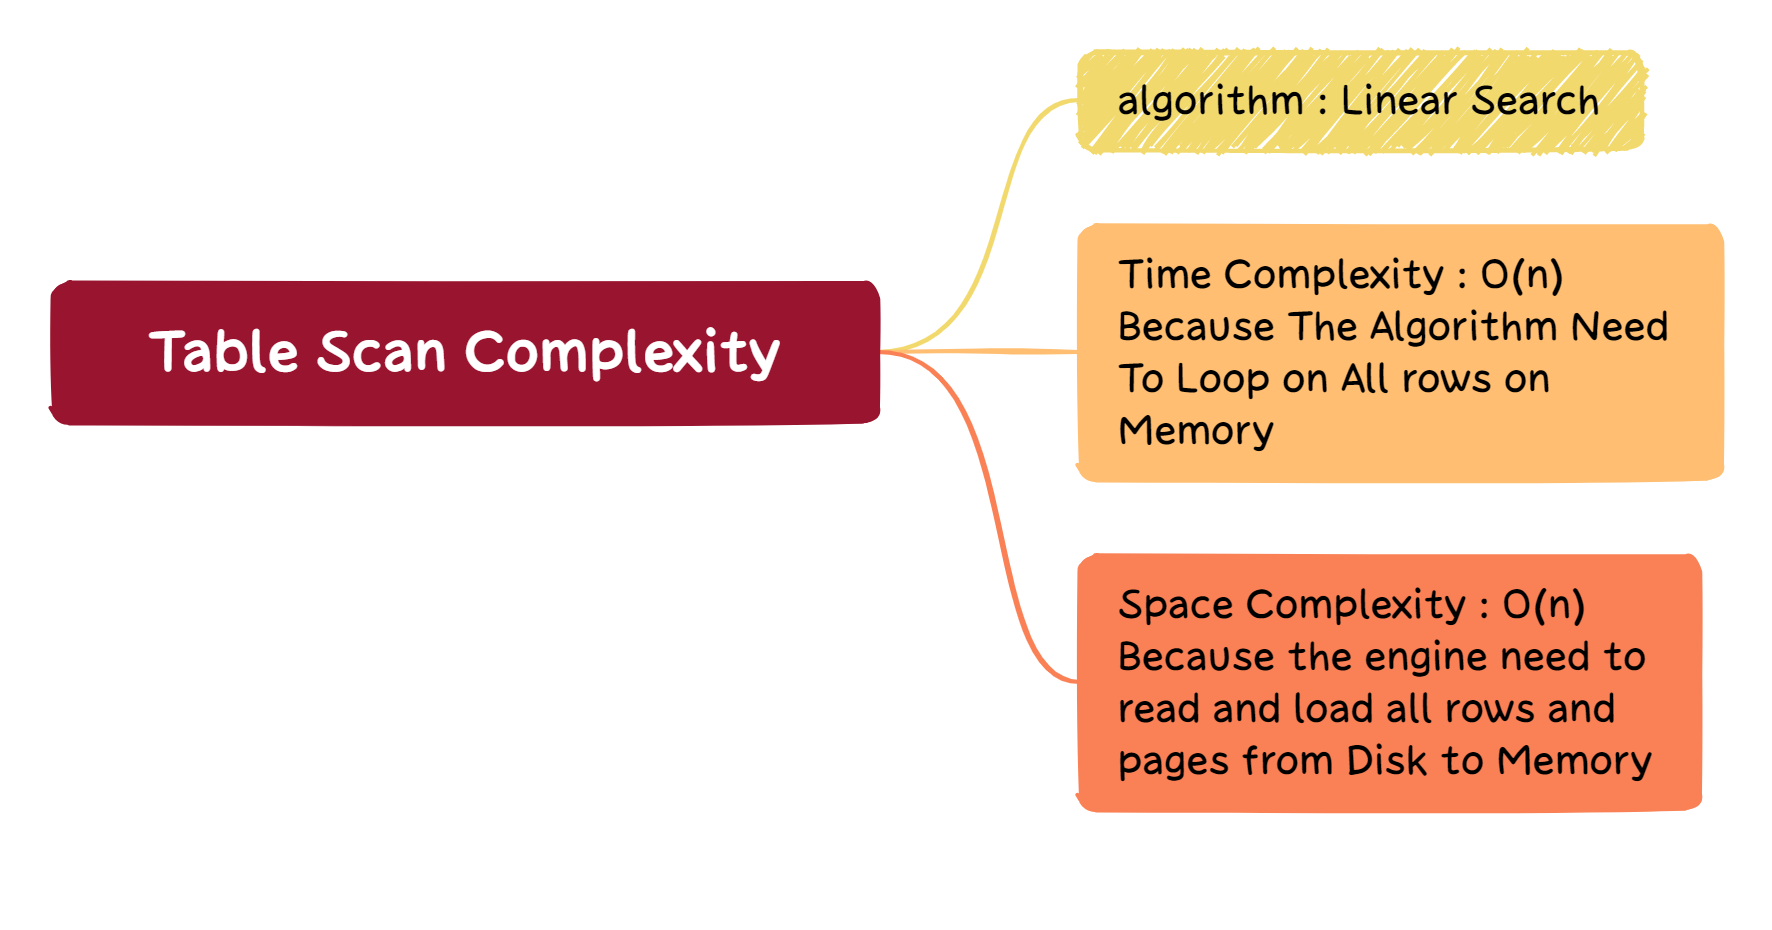 Table Scan Complexity
algorithm : Linear Search
Time Complexity : O(n)
Because The Algorithm Need
To Loop on All rows on
Memory
Space Complexity : O(n)
Because the engine need to
read and load all rows and
pages from Disk to Memory